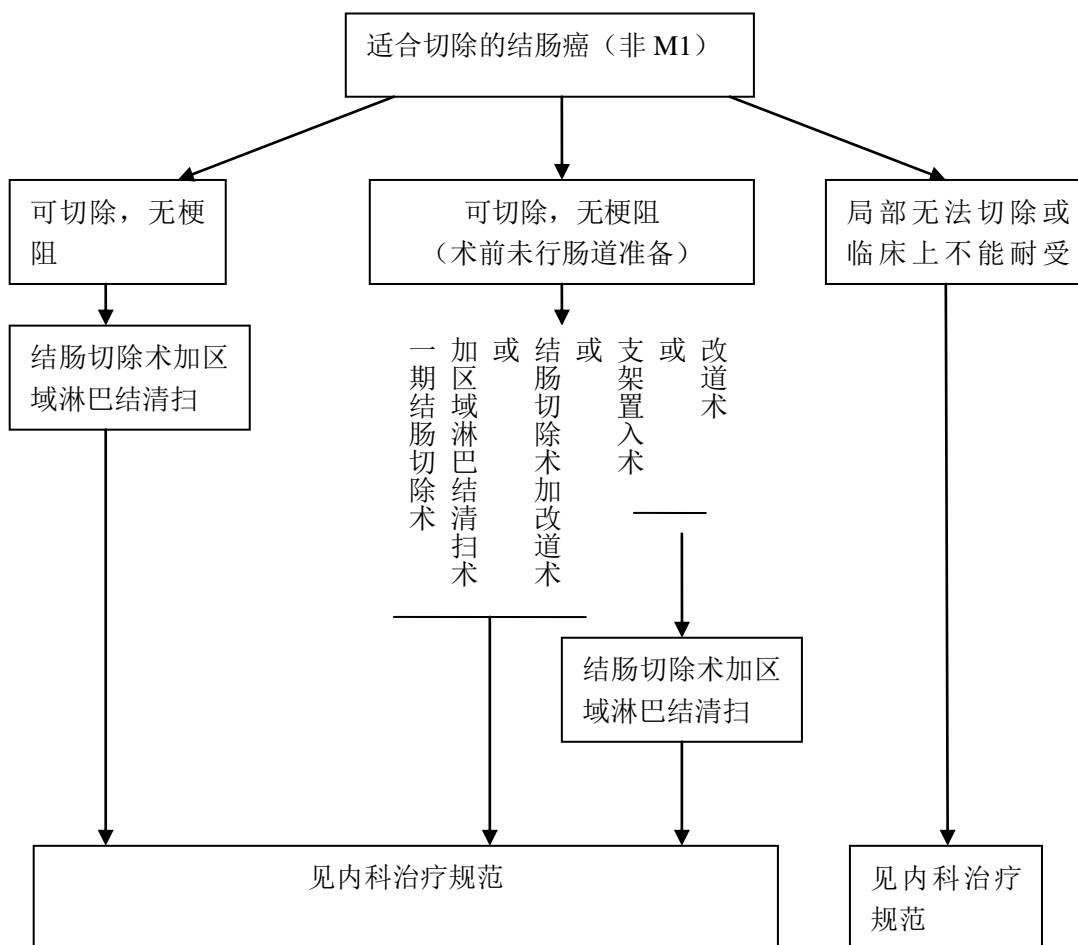 适合切除的结肠癌（非 M1）
可切除，无梗
阻
可切除，无梗阻
（术前未行肠道准备）
局部无法切除或
临床上不能耐受
结肠切除术加区
域淋巴结清扫
一期结肠切除术
加区域淋巴结清扫术
或
结肠切除术加改道术
或
支架置入术
或
改道术
结肠切除术加区
域淋巴结清扫
见内科治疗规范
见内科治疗
规范